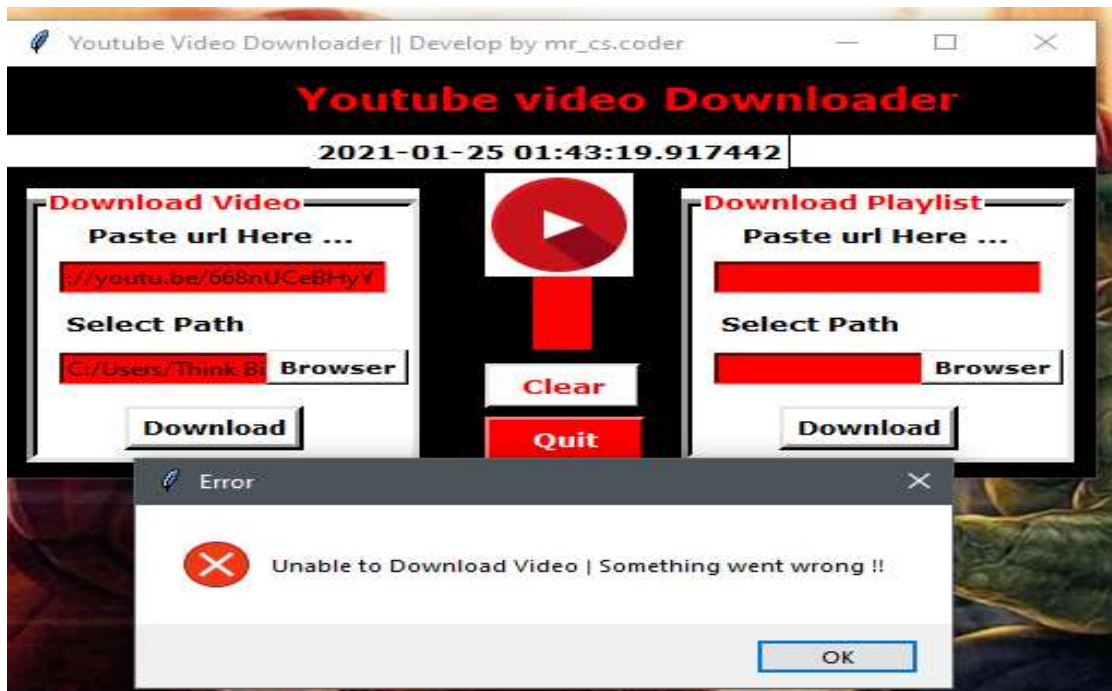 Youtube Video Downloader || Develop by mr_cs.coder
Youtube video Downloader
2021-01-25 01:43:19.917442
Download Video
Paste url Here ...
://youtu.be/668nUCeBHyY
Select Path
C:/Users/Think Bi
Browser
Download
Clear
Quit
Download Playlist
Paste url Here ...
Select Path
Browser
Download
Error
Unable to Download Video | Something went wrong !!
OK